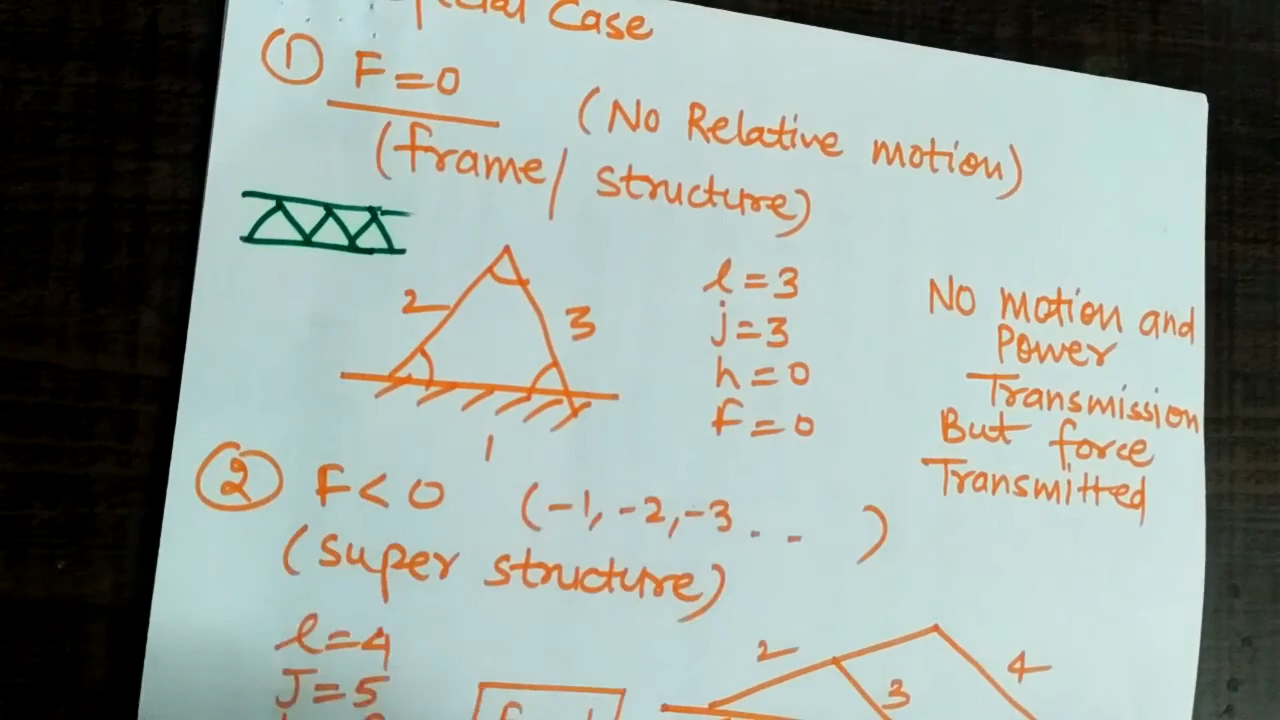 Special Case
① F=0 (No Relative motion)
(frame/ structure)
2
3
1
l=3
j=3
h=0
F=0
No motion and
Power
Transmission
But force
Transmitted
② F<0 (-1,-2,-3 . . )
(super structure)
l=4
J=5
2
3
4